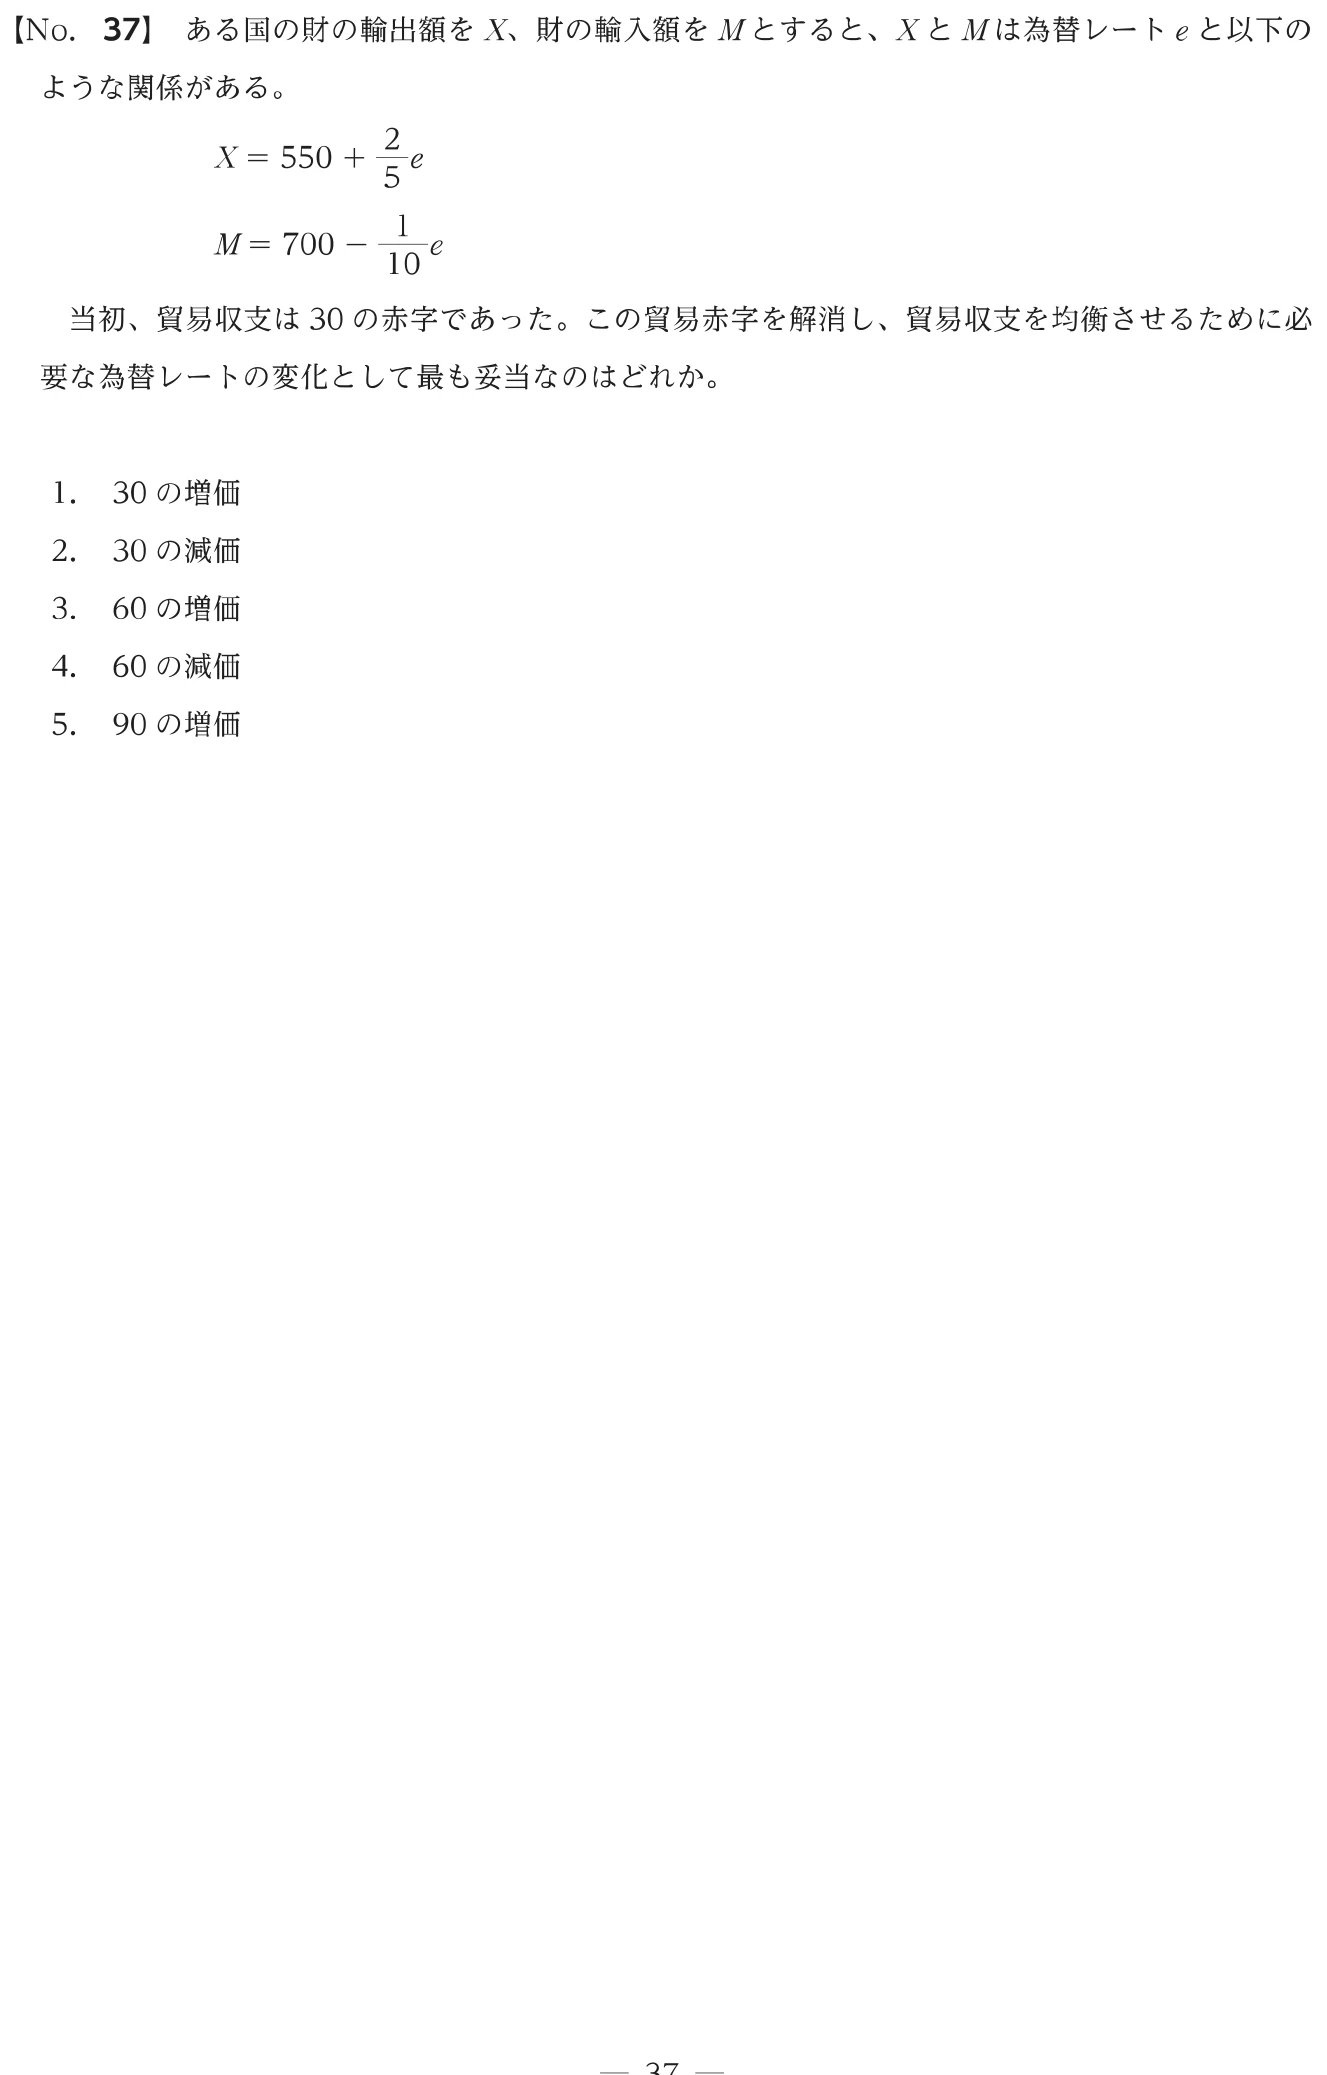 【No. 37】 ある国の財の輸出額を X、財の輸入額を M とすると、X と M は為替レート e と以下の
ような関係がある。
X = 550 + 2/5 e
M = 700 − 1/10 e
当初、貿易収支は 30 の赤字であった。この貿易赤字を解消し、貿易収支を均衡させるために必
要な為替レートの変化として最も妥当なのはどれか。
1. 30 の増価
2. 30 の減価
3. 60 の増価
4. 60 の減価
5. 90 の増価
— 37 —